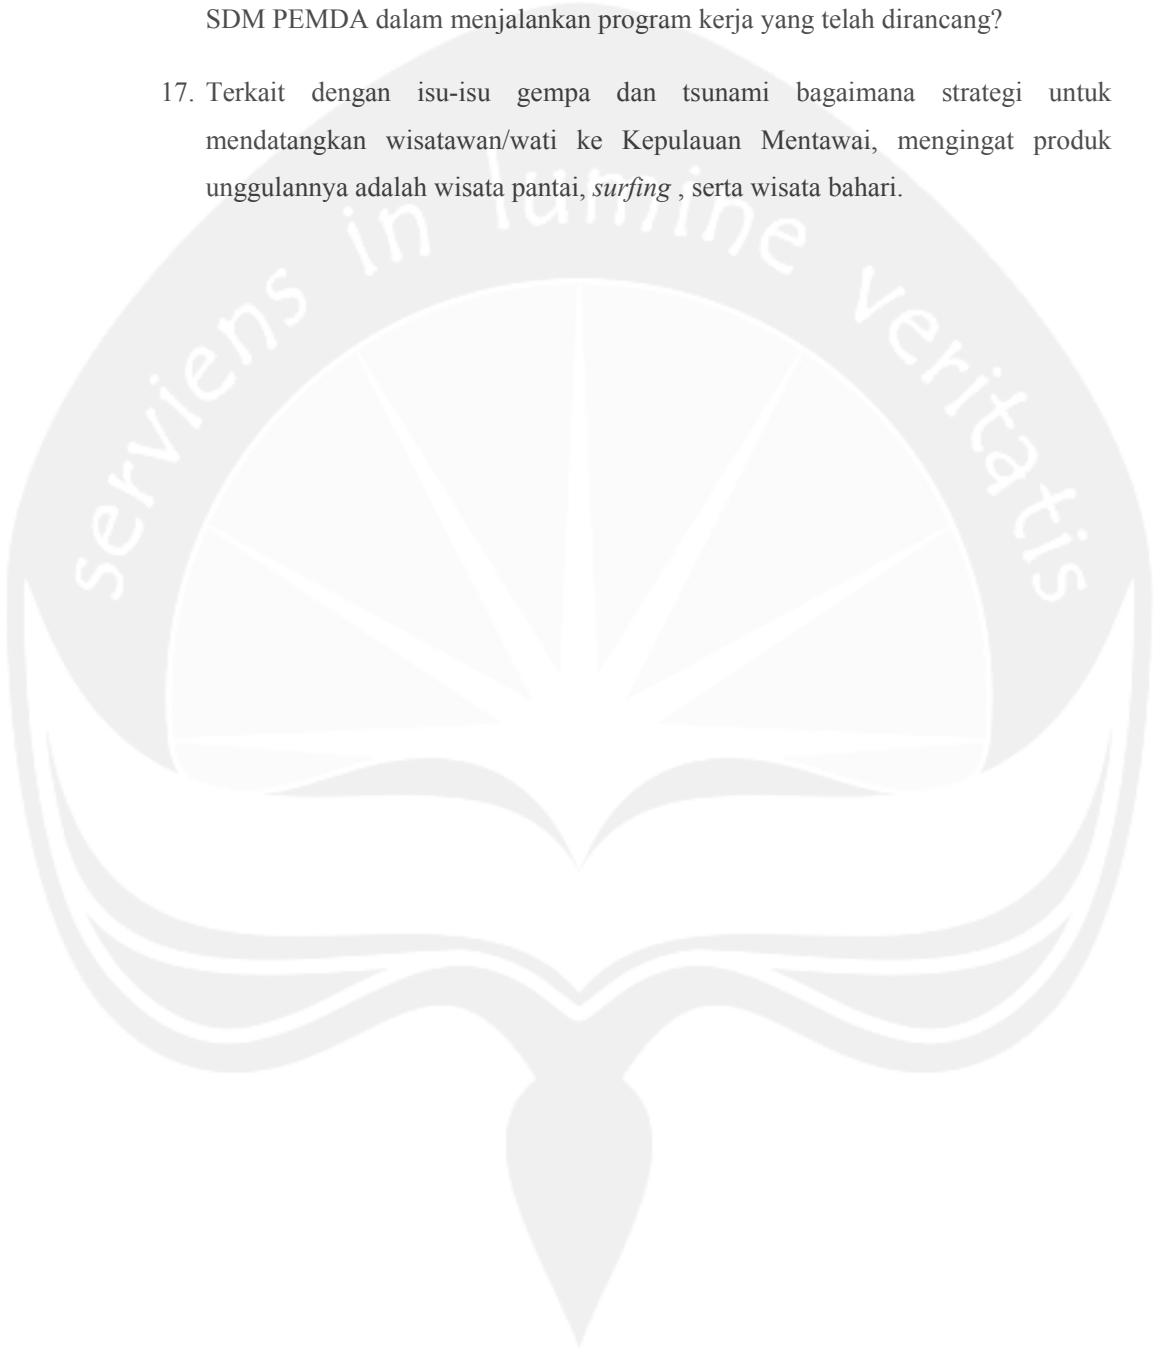 SDM PEMDA dalam menjalankan program kerja yang telah dirancang?
17. Terkait dengan isu-isu gempa dan tsunami bagaimana strategi untuk
mendatangkan wisatawan/wati ke Kepulauan Mentawai, mengingat produk
unggulannya adalah wisata pantai, surfing , serta wisata bahari.
serviens in lumine veritatis